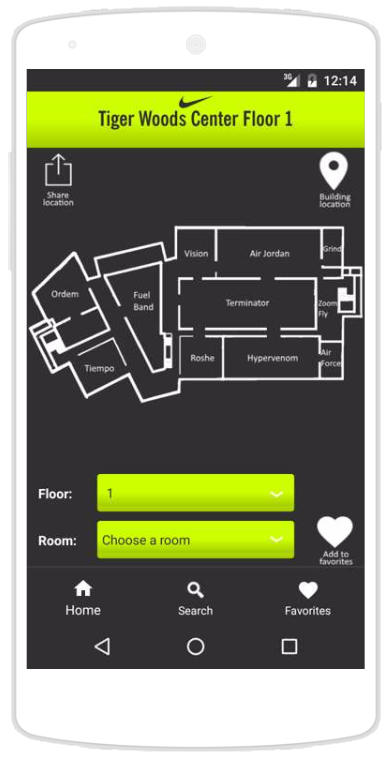 3G 12:14
Tiger Woods Center Floor 1
Share
location
Building
location
Vision
Air Jordan
Grind
Ordem
Fuel
Band
Terminator
Zoom
Fly
Tiempo
Roshe
Hypervenom
Air
Force
Floor: 1
Room: Choose a room
Add to
favorites
Home
Search
Favorites